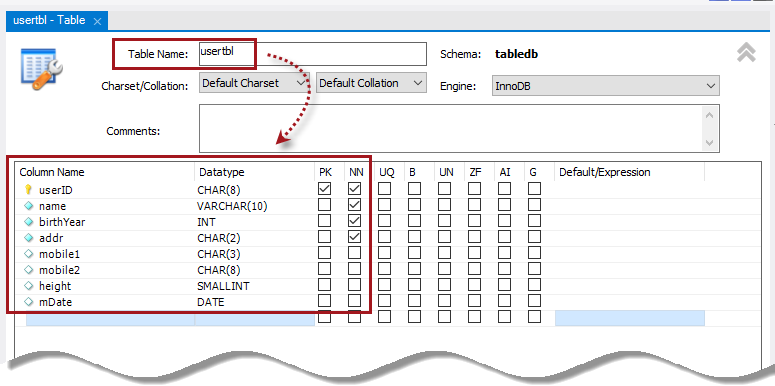 usertbl - Table ×
Table Name: usertbl Schema: tabledb
Charset/Collation: Default Charset Default Collation Engine: InnoDB
Comments:
Column Name Datatype PK NN UQ B UN ZF AI G Default/Expression
userID CHAR(8)
name VARCHAR(10)
birthYear INT
addr CHAR(2)
mobile1 CHAR(3)
mobile2 CHAR(8)
height SMALLINT
mDate DATE